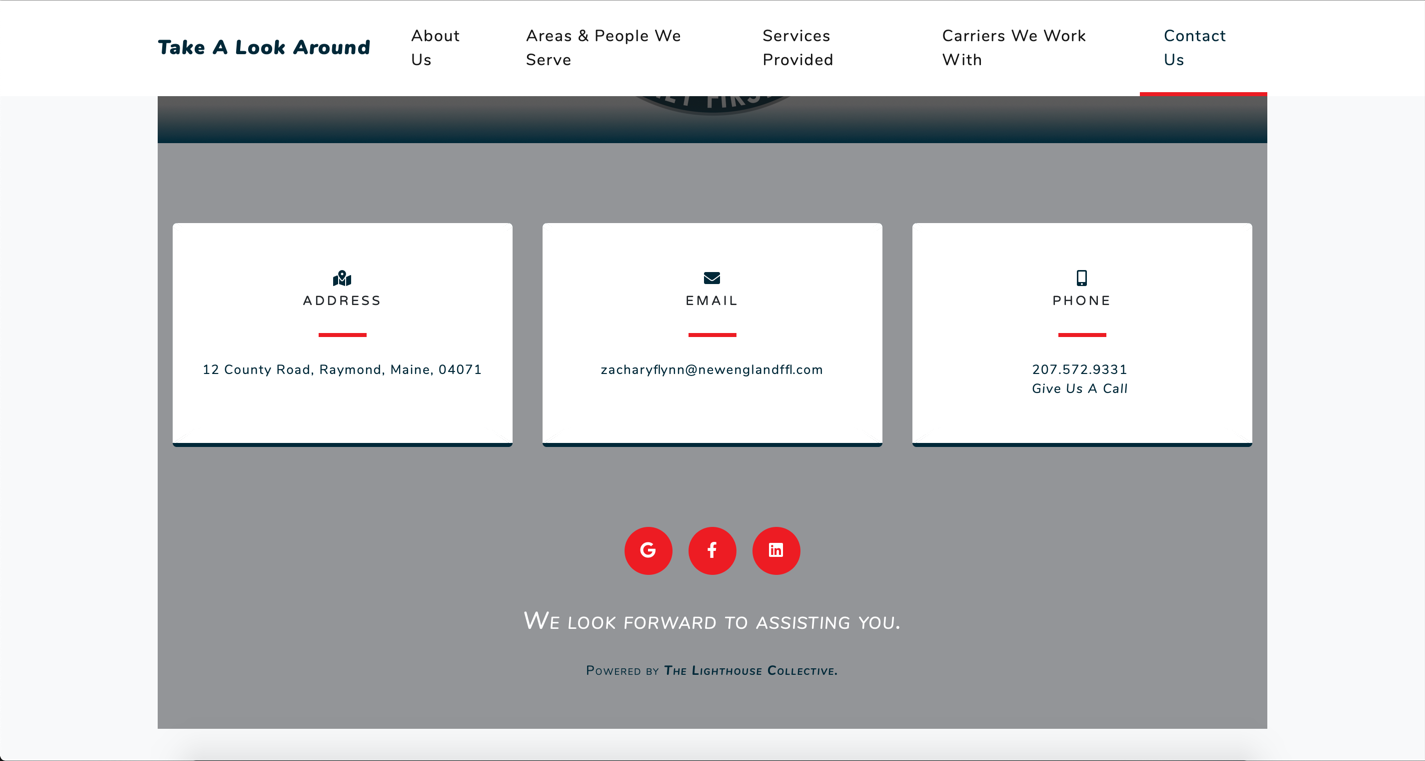 Take A Look Around
About Us
Areas & People We Serve
Services Provided
Carriers We Work With
Contact Us
FIRS
ADDRESS
12 County Road, Raymond, Maine, 04071
EMAIL
zacharyflynn@newenglandffl.com
PHONE
207.572.9331
Give Us A Call
We look forward to assisting you.
Powered by The Lighthouse Collective.